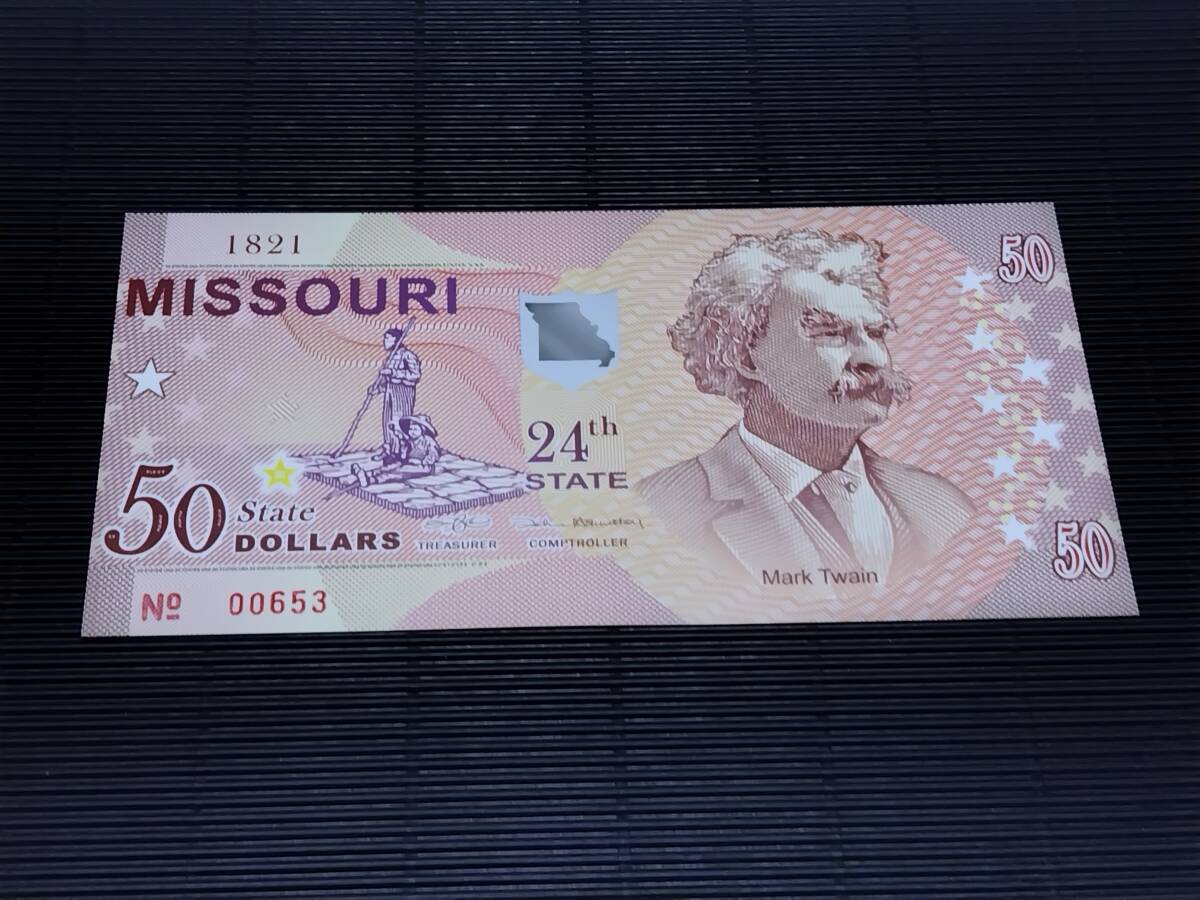 1821
MISSOURI
50
24th
STATE
50 State
DOLLARS
TREASURER
COMPTROLLER
Mark Twain
50
Nº 00653